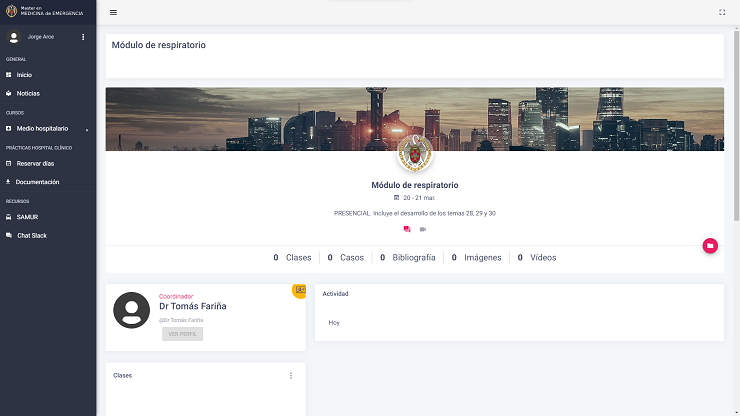 Master en
MEDICINA de EMERGENCIA
Jorge Arce
GENERAL
Inicio
Noticias
CURSOS
Medio hospitalario
PRÁCTICAS HOSPITAL CLÍNICO
Reservar días
Documentación
RECURSOS
SAMUR
Chat Slack
Módulo de respiratorio
Módulo de respiratorio
20 - 21 mar.
PRESENCIAL. Incluye el desarrollo de los temas 28, 29 y 30
0 Clases
0 Casos
0 Bibliografía
0 Imágenes
0 Vídeos
Coordinador
Dr Tomás Fariña
@Dr Tomás Fariña
VER PERFIL
Actividad
Hoy
Clases